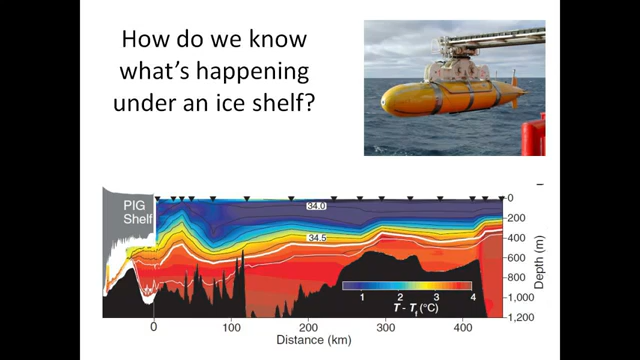 How do we know
what's happening
under an ice shelf?
PIG
Shelf
34.0
34.5
0
200
400
600
800
1,000
1,200
Depth (m)
1 2 3 4
T - Tf (°C)
0 100 200 300 400
Distance (km)